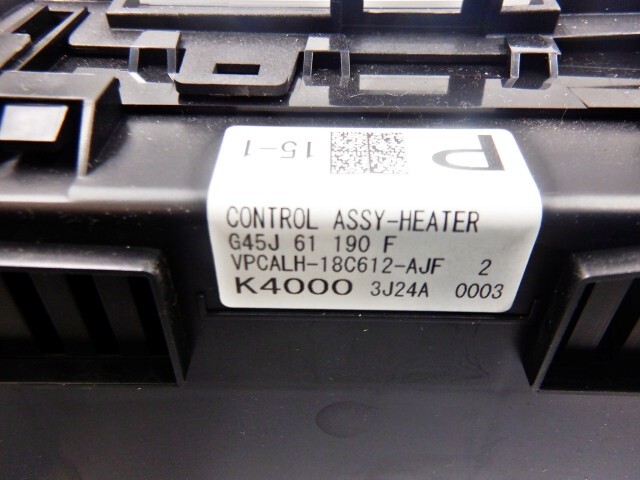 P
15-1
CONTROL ASSY-HEATER
G45J 61 190 F
VPCALH-18C612-AJF 2
K4000 3J24A 0003